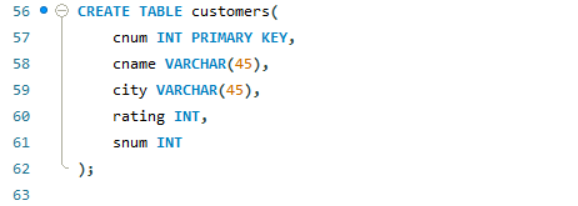 56 CREATE TABLE customers(
57 cnum INT PRIMARY KEY,
58 cname VARCHAR(45),
59 city VARCHAR(45),
60 rating INT,
61 snum INT
62 );
63